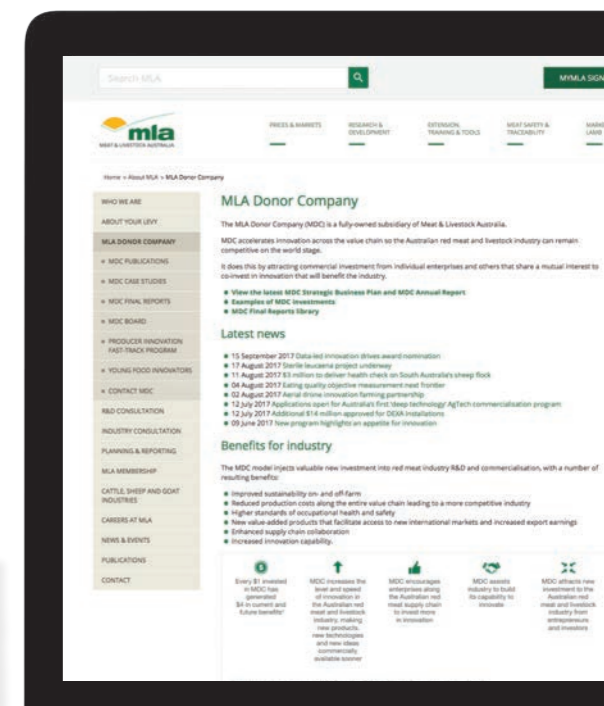 Search MLA
MYMLA SIGN
mla
MEAT & LIVESTOCK AUSTRALIA
PRICES & MARKETS
RESEARCH &
DEVELOPMENT
EXTENSION,
TRAINING & TOOLS
MEAT SAFETY &
TRACEABILITY
LAMB
Home > About MLA > MLA Donor Company
WHO WE ARE
ABOUT YOUR LEVY
MLA DONOR COMPANY
» MDC PUBLICATIONS
» MDC CASE STUDIES
» MDC FINAL REPORTS
» MDC BOARD
» PRODUCER INNOVATION
FAST-TRACK PROGRAM
» YOUNG FOOD INNOVATORS
» CONTACT MDC
R&D CONSULTATION
INDUSTRY CONSULTATION
PLANNING & REPORTING
MLA MEMBERSHIP
CATTLE, SHEEP AND GOAT
INDUSTRIES
CAREERS AT MLA
NEWS & EVENTS
PUBLICATIONS
CONTACT
MLA Donor Company
The MLA Donor Company (MDC) is a fully-owned subsidiary of Meat & Livestock Australia.
MDC accelerates innovation across the value chain so the Australian red meat and livestock industry can remain
competitive on the world stage.
It does this by attracting commercial investment from individual enterprises and others that share a mutual interest to
co-invest in innovation that will benefit the industry.
View the latest MDC Strategic Business Plan and MDC Annual Report
Examples of MDC investments
MDC Final Reports library
Latest news
15 September 2017 Data-led innovation drives award nomination
17 August 2017 Sterile leucaena project underway
11 August 2017 $3 million to deliver health check on South Australia's sheep flock
04 August 2017 Eating quality objective measurement next frontier
02 August 2017 Aerial drone innovation farming partnership
12 July 2017 Applications open for Australia's first 'deep technology' AgTech commercialisation program
12 July 2017 Additional $14 million approved for DEXA installations
09 June 2017 New program highlights an appetite for innovation
Benefits for industry
The MDC model injects valuable new investment into red meat industry R&D and commercialisation, with a number of
resulting benefits:
Improved sustainability on- and off-farm
Reduced production costs along the entire value chain leading to a more competitive industry
Higher standards of occupational health and safety
New value-added products that facilitate access to new international markets and increased export earnings
Enhanced supply chain collaboration
Increased innovation capability.
Every $1 invested
in MDC has
generated
$4 in current and
future benefits*
MDC increases the
level and speed
of innovation in
the Australian red
meat and livestock
industry, making
new products,
new technologies
and new ideas
commercially
available sooner
MDC encourages
enterprises along
the Australian red
meat supply chain
to invest more
in innovation
MDC assists
industry to build
its capability to
innovate
MDC attracts new
investment to the
Australian red
meat and livestock
industry from
entrepreneurs
and investors